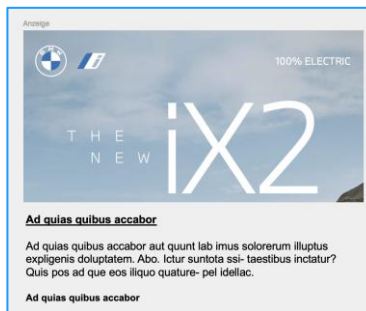 Anzeige
BMW
i
100% ELECTRIC
THE
NEW
iX2
Ad quias quibus accabor
Ad quias quibus accabor aut quunt lab imus solorerum illuptus
expligenis doluptatem. Abo. Ictur suntota ssi- taestibus inctatur?
Quis pos ad que eos iliquo quature- pel idellac.
Ad quias quibus accabor